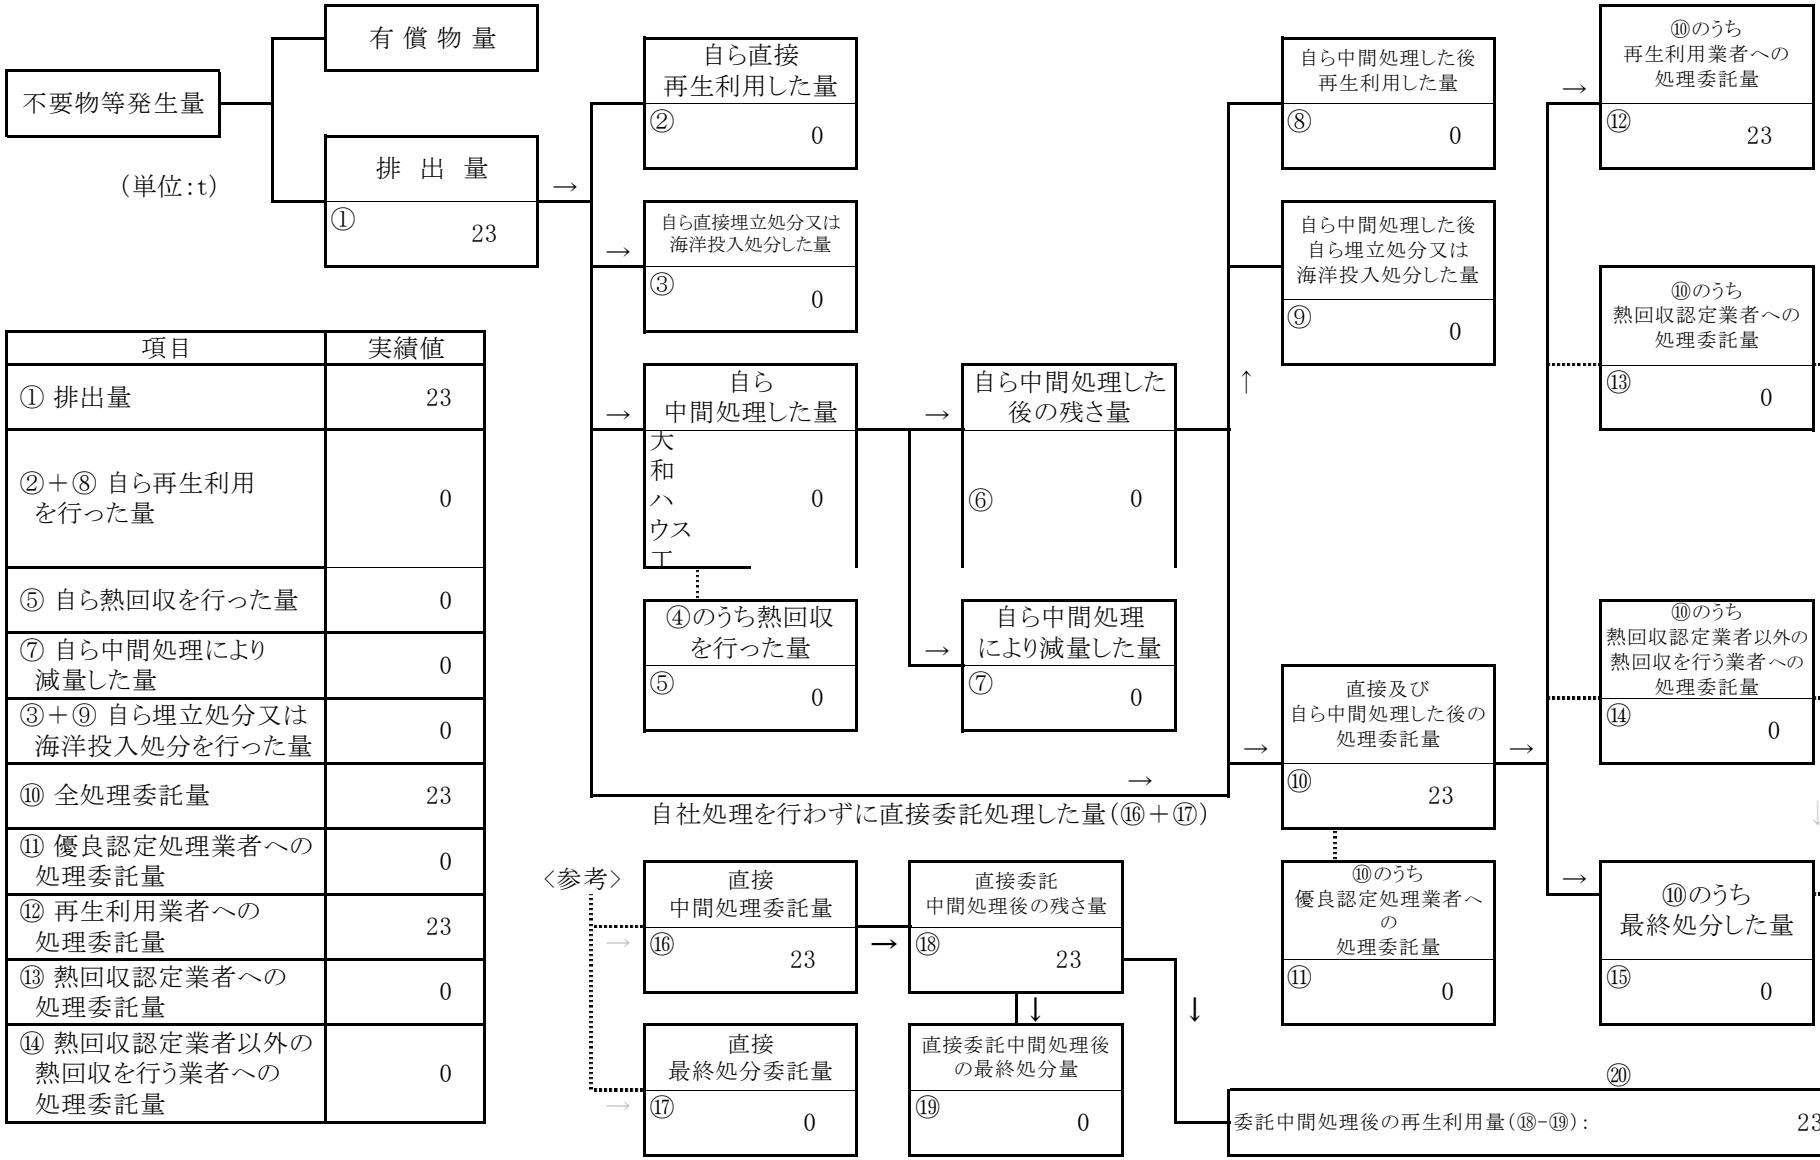 不要物等発生量
(単位:t)
有 償 物 量
排 出 量
→
①
23
自ら直接
再生利用した量
②
0
→
自ら直接埋立処分又は
海洋投入処分した量
③
0
→
自ら
中間処理した量
大
和
ハ
ウス
工
0
④のうち熱回収
を行った量
⑤
0
→
自ら中間処理した
後の残さ量
⑥
0
→
自ら中間処理
により減量した量
⑦
0
自ら中間処理した後
再生利用した量
⑧
0
自ら中間処理した後
自ら埋立処分又は
海洋投入処分した量
⑨
0
↑
→
自社処理を行わずに直接委託処理した量(⑯+⑰)
→
直接及び
自ら中間処理した後の
処理委託量
⑩
23
→
⑩のうち
優良認定処理業者へ
の
処理委託量
⑪
0
→
⑩のうち
再生利用業者への
処理委託量
⑫
23
⑩のうち
熱回収認定業者への
処理委託量
⑬
0
⑩のうち
熱回収認定業者以外の
熱回収を行う業者への
処理委託量
⑭
0
↓
→
⑩のうち
最終処分した量
⑮
0
項目 実績値
① 排出量 23
②+⑧ 自ら再生利用
を行った量 0
⑤ 自ら熱回収を行った量 0
⑦ 自ら中間処理により
減量した量 0
③+⑨ 自ら埋立処分又は
海洋投入処分を行った量 0
⑩ 全処理委託量 23
⑪ 優良認定処理業者への
処理委託量 0
⑫ 再生利用業者への
処理委託量 23
⑬ 熱回収認定業者への
処理委託量 0
⑭ 熱回収認定業者以外の
熱回収を行う業者への
処理委託量 0
<参考>
→
直接
中間処理委託量
⑯
23
→
直接委託
中間処理後の残さ量
⑱
23
↓
↓
→
直接
最終処分委託量
⑰
0
直接委託中間処理後
の最終処分量
⑲
0
⑳
委託中間処理後の再生利用量(⑱-⑲): 23